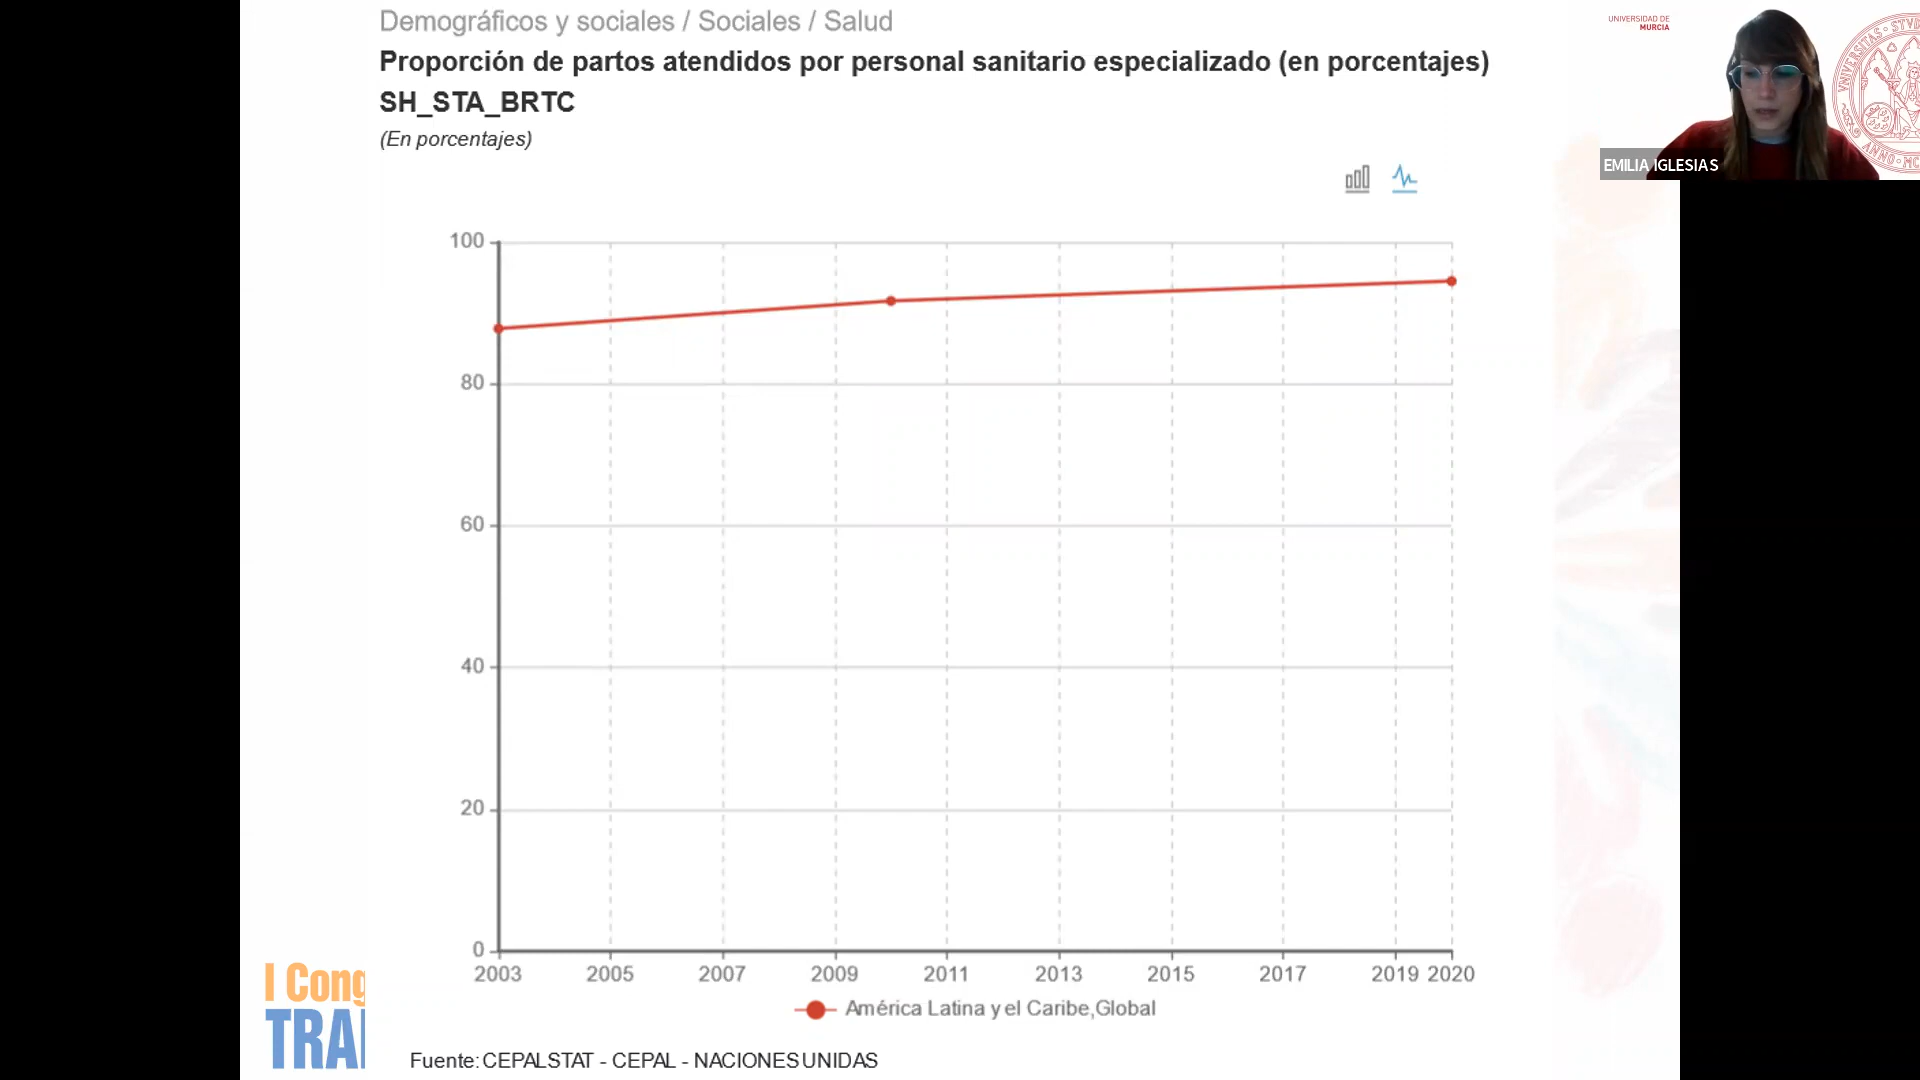 Demográficos y sociales / Sociales / Salud
Proporción de partos atendidos por personal sanitario especializado (en porcentajes)
SH_STA_BRTC
(En porcentajes)
UNIVERSIDAD DE
MURCIA
EMILIA IGLESIAS
100
80
60
40
20
0
2003 2005 2007 2009 2011 2013 2015 2017 2019 2020
América Latina y el Caribe,Global
I Cong
TRA
Fuente: CEPALSTAT - CEPAL - NACIONES UNIDAS